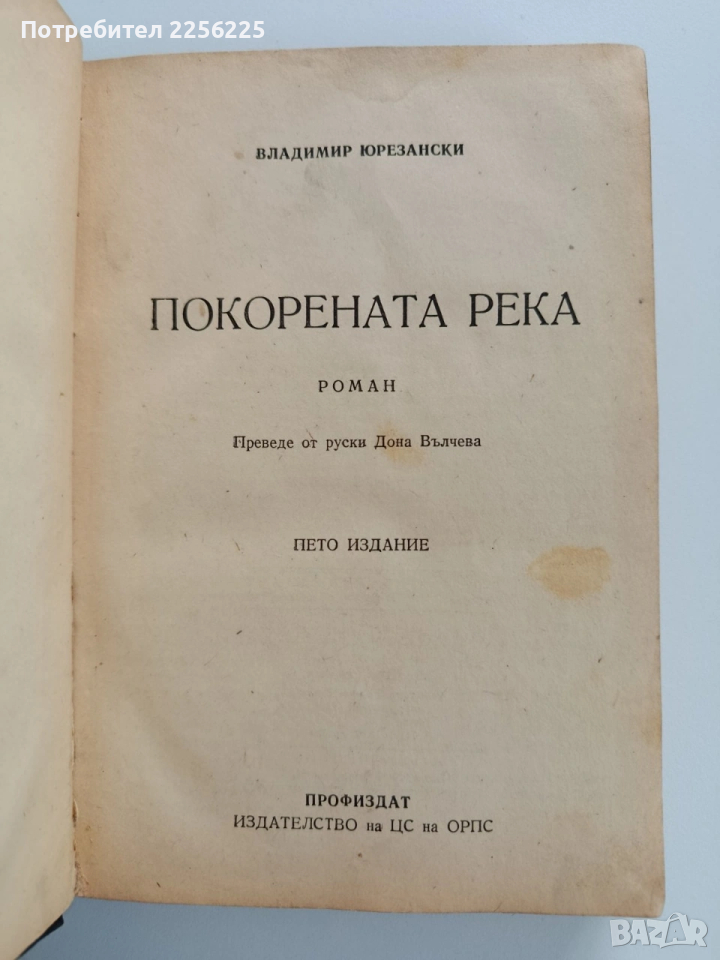 Потребител 2256225
ВЛАДИМИР ЮРЕЗАНСКИ
ПОКОРЕНАТА РЕКА
РОМАН
Преведе от руски Дона Вълчева
ПЕТО ИЗДАНИЕ
ПРОФИЗДАТ
ИЗДАТЕЛСТВО на ЦС на ОРПС
BAZAR